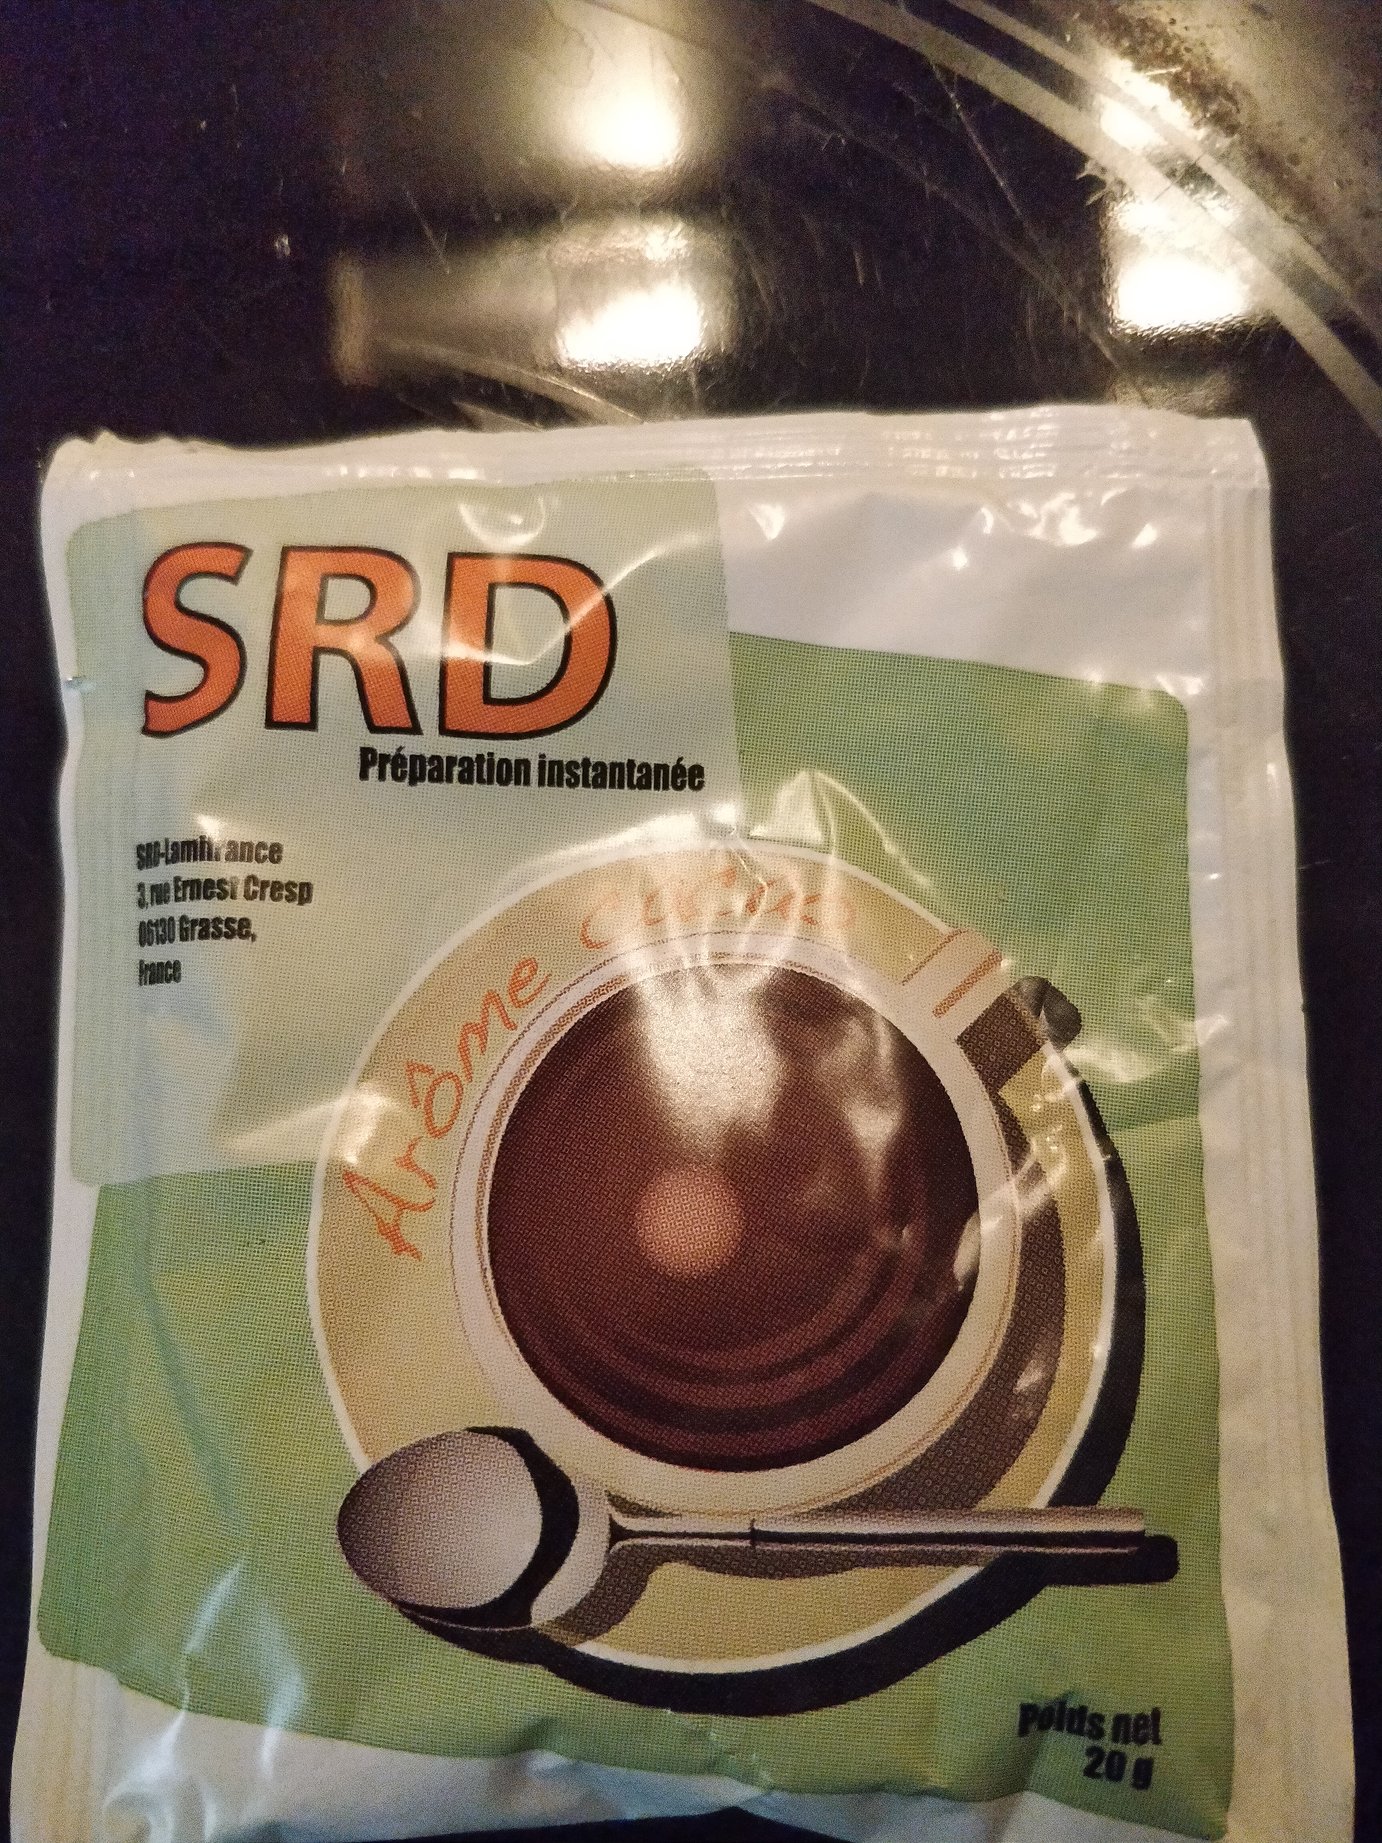 SRD
Préparation instantanée
3, rue Ernest Cresp
06130 Grasse,
France
Arôme
Poids net
20 g